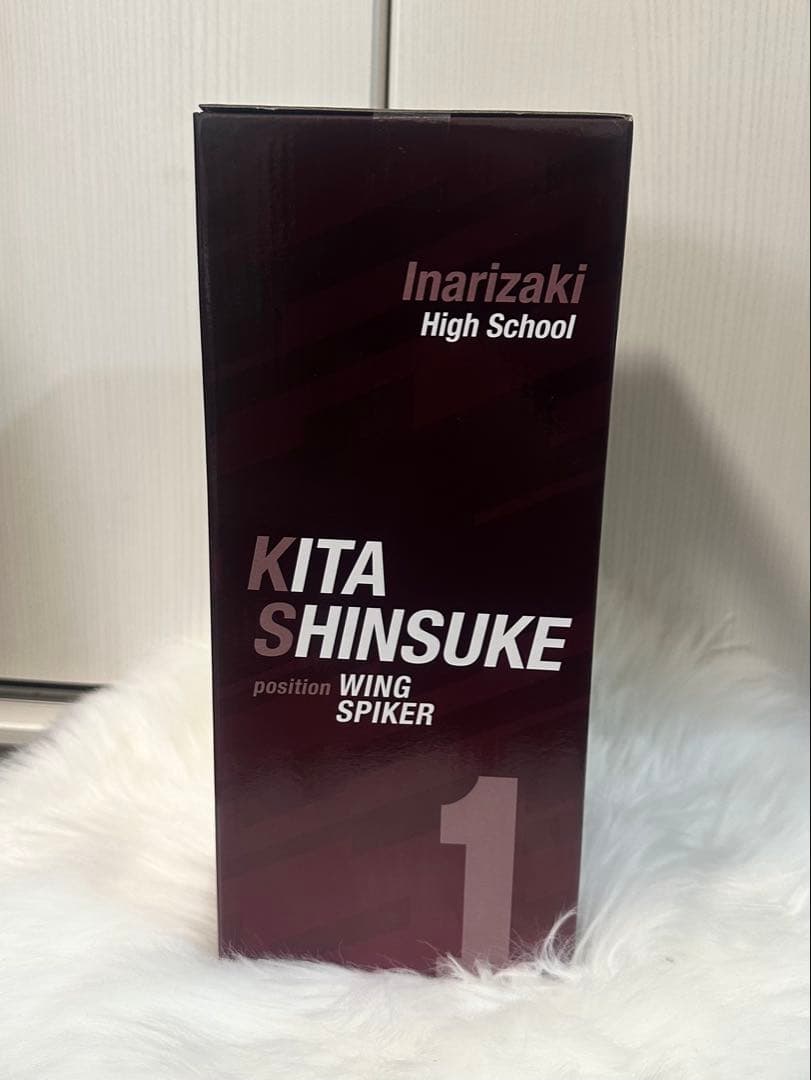 Inarizaki
High School
KITA
SHINSUKE
position WING
SPIKER
1